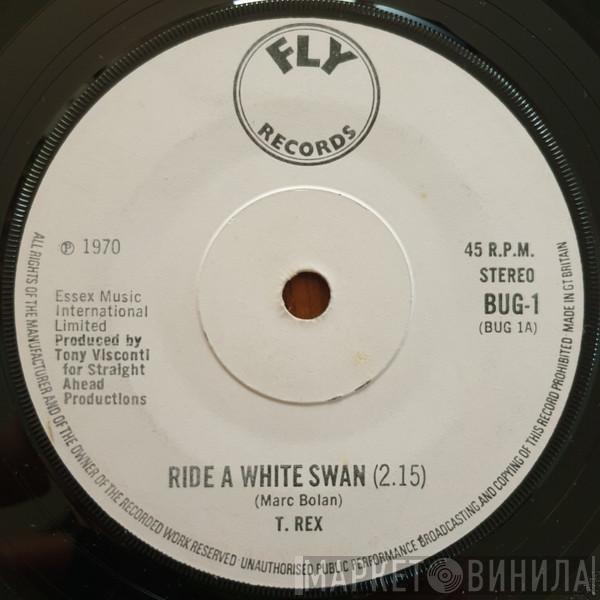 FLY
RECORDS
℗ 1970
45 R.P.M.
STEREO
BUG-1
(BUG 1A)
Essex Music
International
Limited
Produced by
Tony Visconti
for Straight
Ahead
Productions
RIDE A WHITE SWAN (2.15)
(Marc Bolan)
T. REX
ALL RIGHTS OF THE MANUFACTURER AND OF THE OWNER OF THE RECORDED WORK RESERVED UNAUTHORISED PUBLIC PERFORMANCE BROADCASTING AND COPYING OF THIS RECORD PROHIBITED MADE IN GT BRITAIN
МАРКЕТ ВИНИЛА